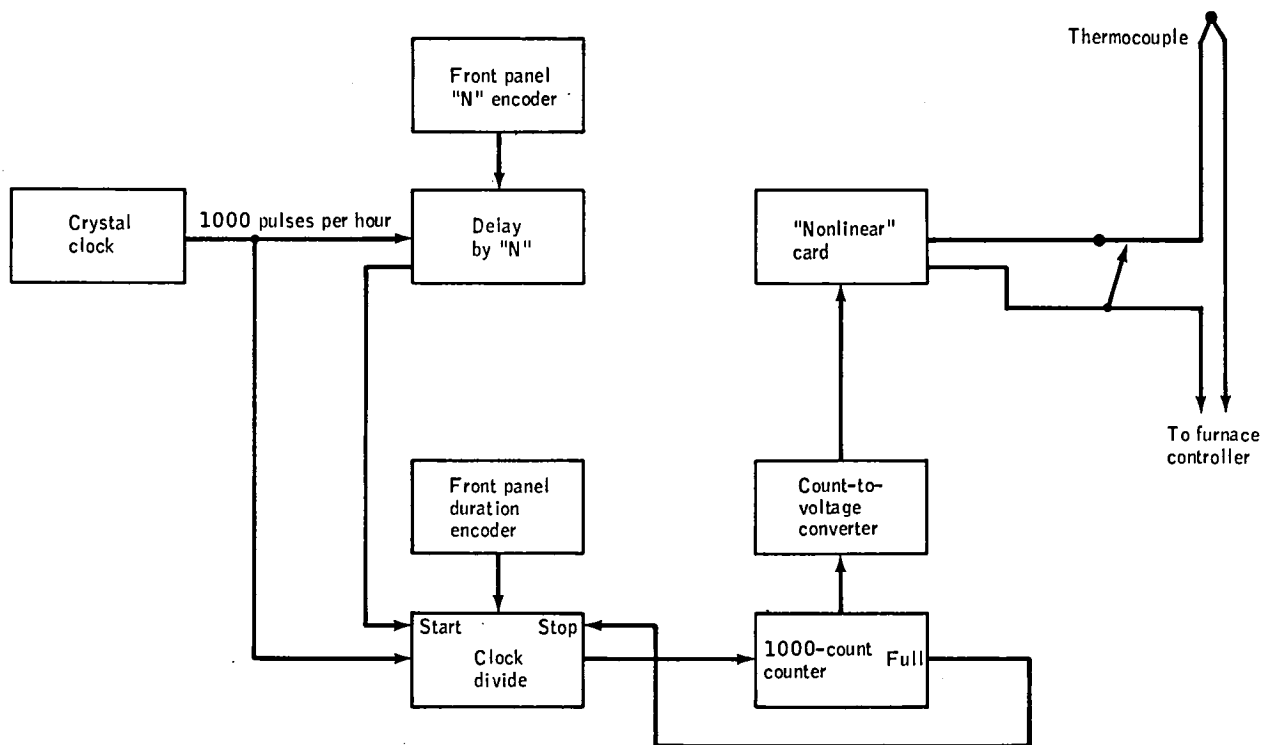 Thermocouple
Front panel
"N" encoder
Crystal
clock
1000 pulses per hour
Delay
by "N"
"Nonlinear"
card
To furnace
controller
Front panel
duration
encoder
Count-to-
voltage
converter
Start
Stop
Clock
divide
1000-count
counter
Full